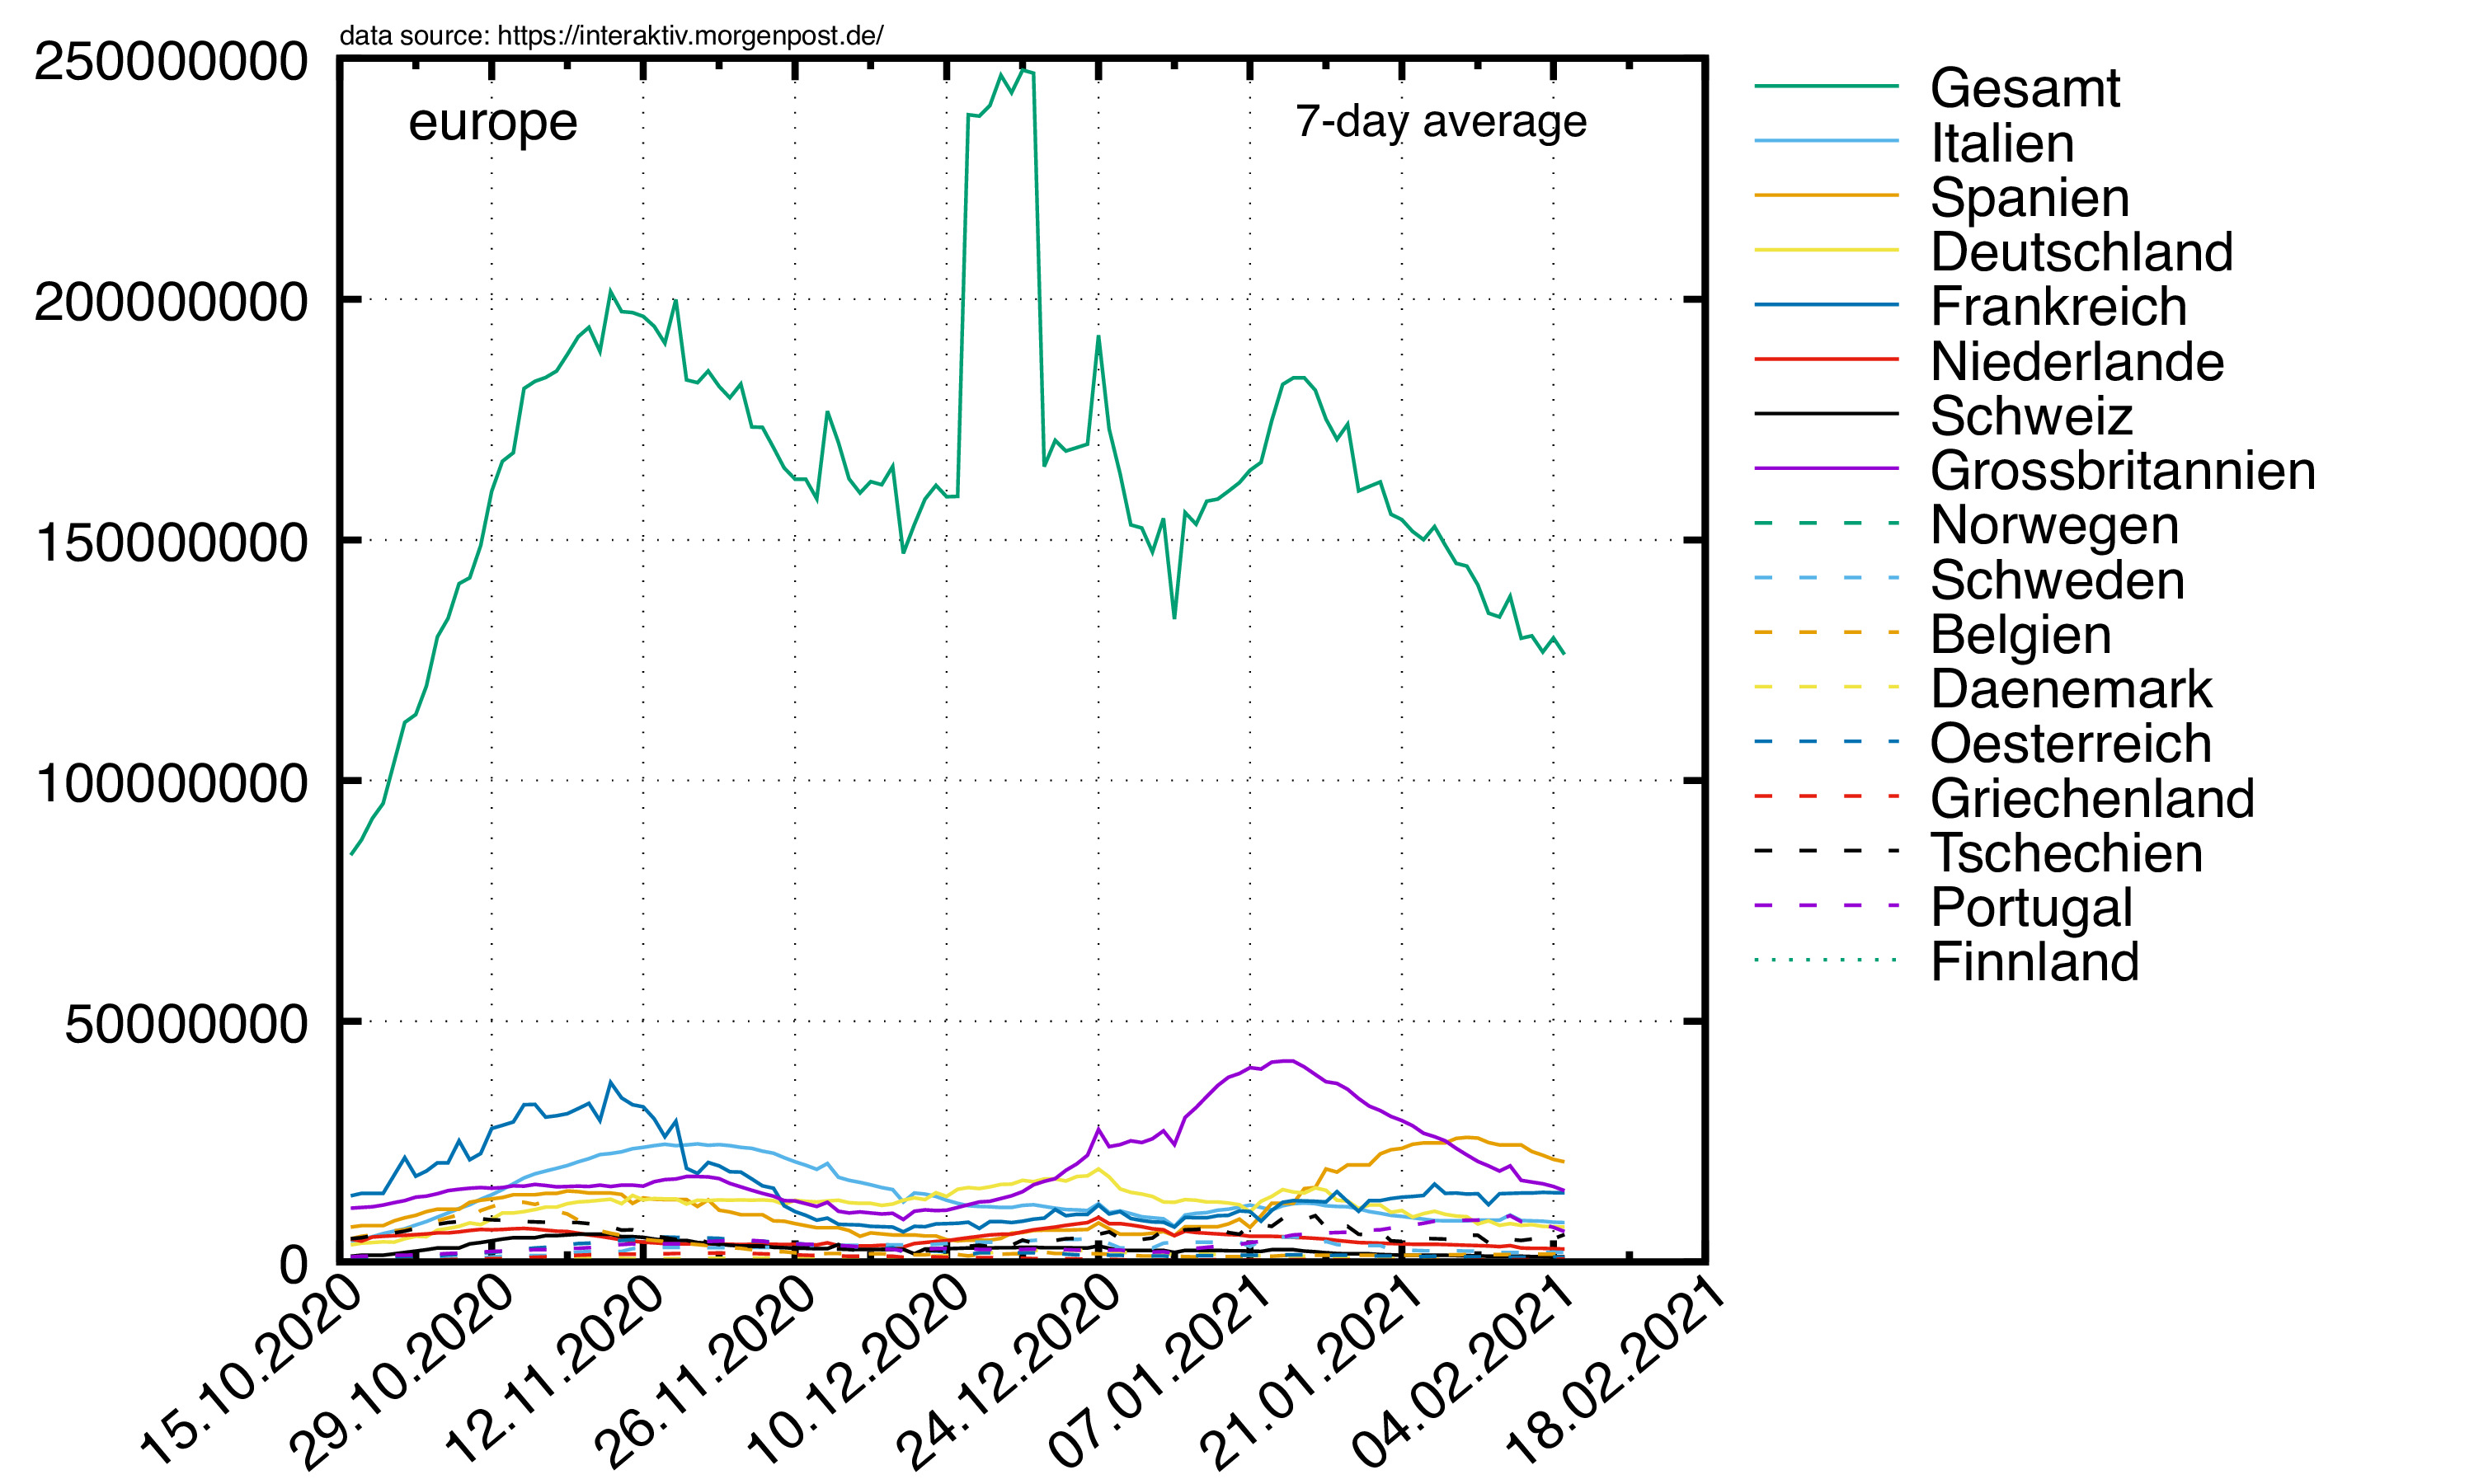 data source: https://interaktiv.morgenpost.de/
europe
7-day average
250000000
200000000
150000000
100000000
50000000
0
15.10.2020
29.10.2020
12.11.2020
26.11.2020
10.12.2020
24.12.2020
07.01.2021
21.01.2021
04.02.2021
18.02.2021
Gesamt
Italien
Spanien
Deutschland
Frankreich
Niederlande
Schweiz
Grossbritannien
Norwegen
Schweden
Belgien
Daenemark
Oesterreich
Griechenland
Tschechien
Portugal
Finnland